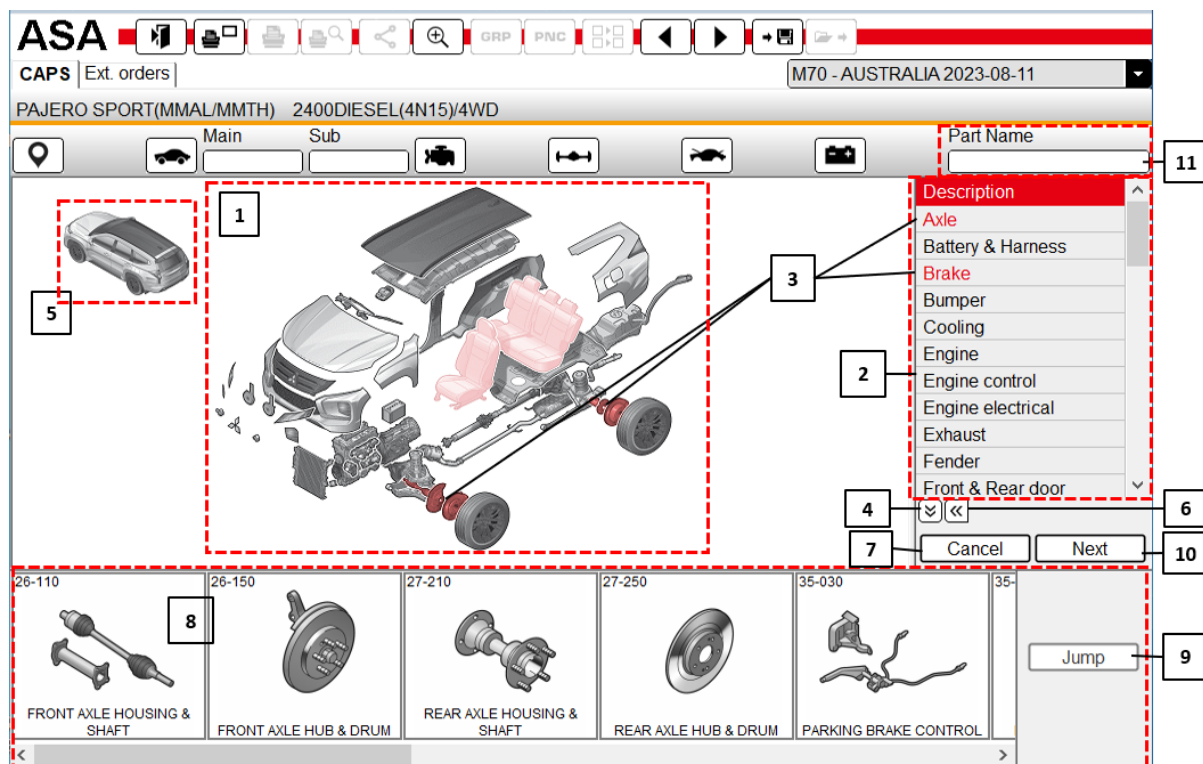 ASA
GRP PNC
CAPS Ext. orders M70 - AUSTRALIA 2023-08-11
PAJERO SPORT(MMAL/MMTH) 2400DIESEL(4N15)/4WD
Main Sub Part Name
11
1
5
3
2
Description
Axle
Battery & Harness
Brake
Bumper
Cooling
Engine
Engine control
Engine electrical
Exhaust
Fender
Front & Rear door
4 6
7 Cancel Next 10
26-110 26-150 27-210 27-250 35-030 35-
8
Jump 9
FRONT AXLE HOUSING &
SHAFT
FRONT AXLE HUB & DRUM
REAR AXLE HOUSING &
SHAFT
REAR AXLE HUB & DRUM
PARKING BRAKE CONTROL